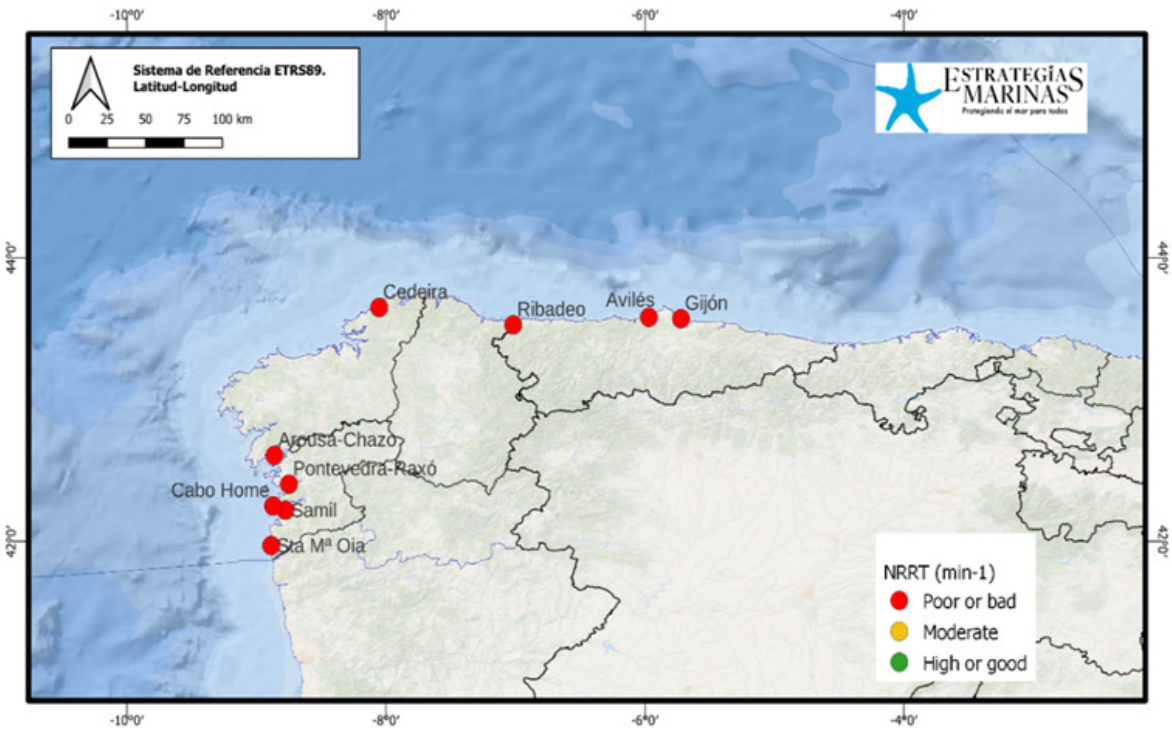 -10°0′
-8°0′
-6°0′
-4°0′
Sistema de Referencia ETRS89.
Latitud-Longitud
0 25 50 75 100 km
ESTRATEGÍAS
MARINAS
Protegiendo el mar para todos
44°0′
44°0′
Cedeira
Ribadeo
Avilés
Gijón
Arousa-Chazo
Pontevedra-Raxó
Cabo Home
Samil
Sta Mª Oia
42°0′
42°0′
NRRT (min-1)
Poor or bad
Moderate
High or good
-10°0′
-8°0′
-6°0′
-4°0′